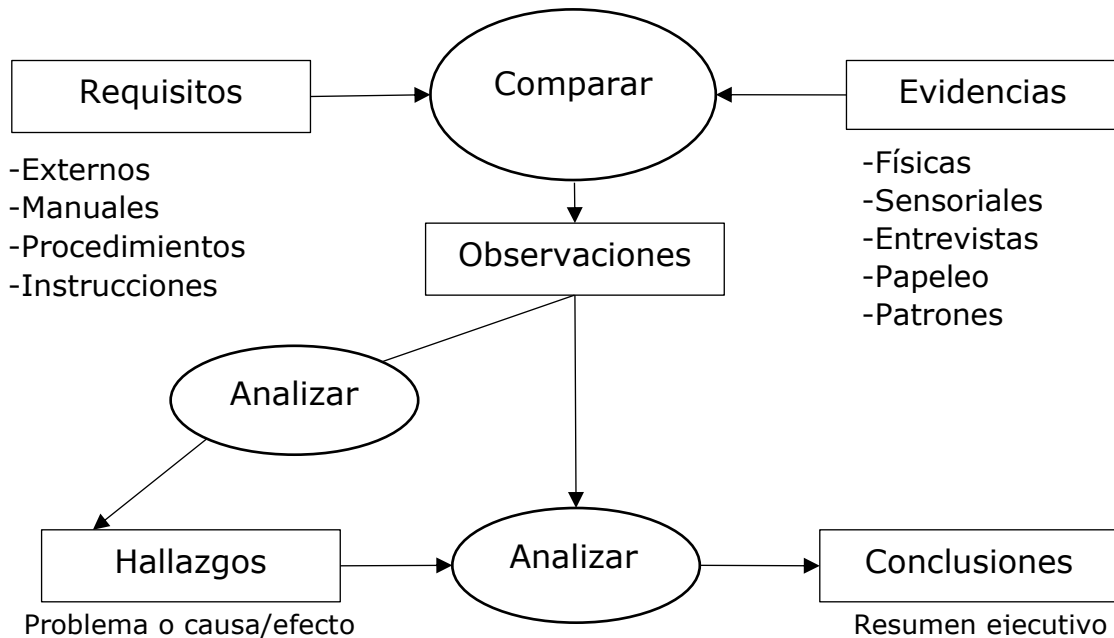 Requisitos
Comparar
Evidencias
-Externos
-Manuales
-Procedimientos
-Instrucciones
-Físicas
-Sensoriales
-Entrevistas
-Papeleo
-Patrones
Observaciones
Analizar
Hallazgos
Analizar
Conclusiones
Problema o causa/efecto
Resumen ejecutivo